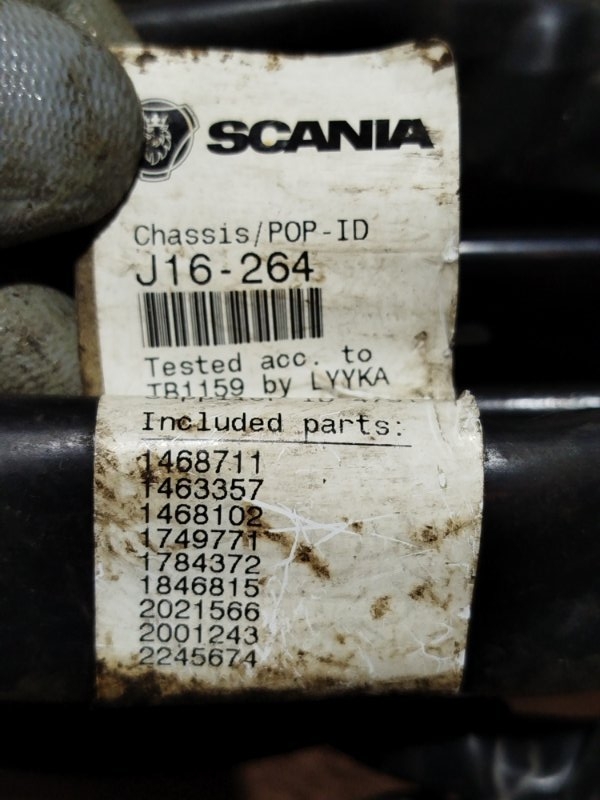 SCANIA
Chassis/POP-ID
J16-264
Tested acc. to
TB1159 by LYYKA
Included parts:
1468711
1463357
1468102
1749771
1784372
1846815
2021566
2001243
2245674